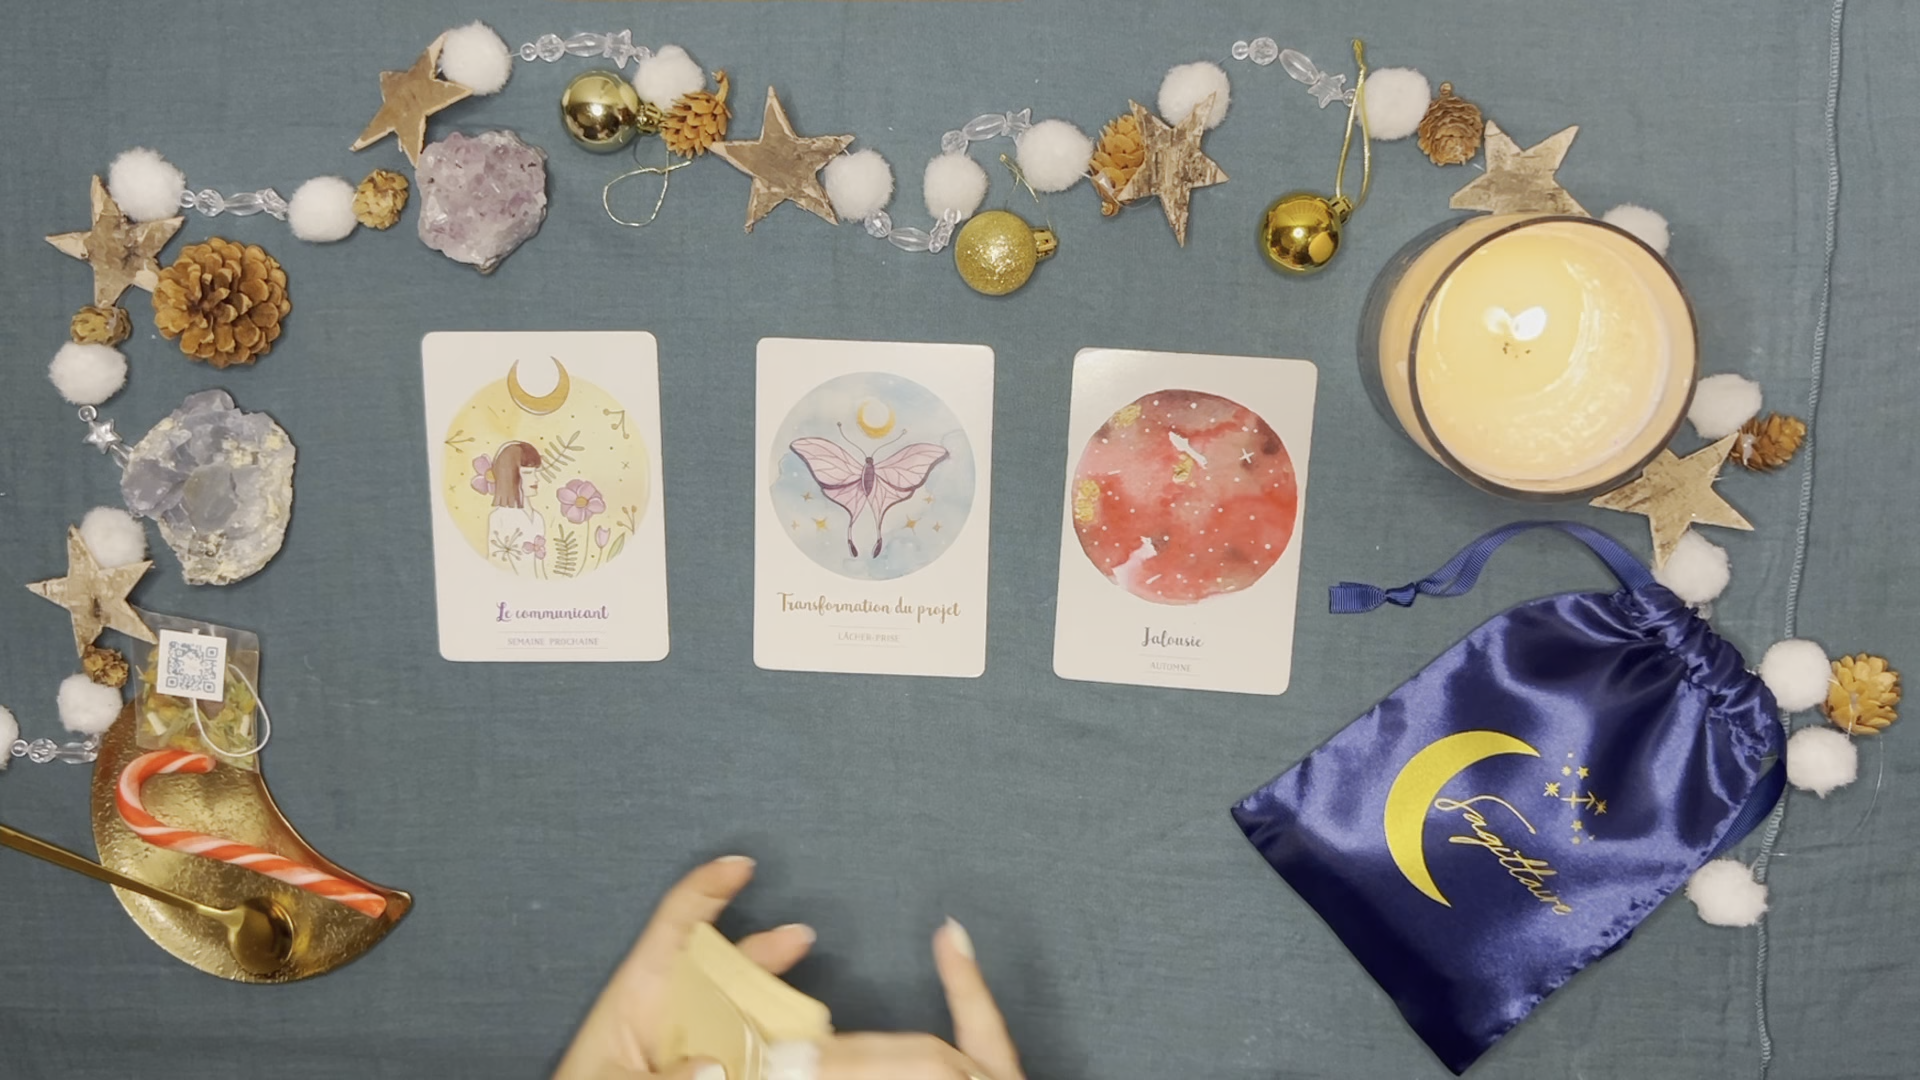 Le communicant
SEMAINE PROCHAINE
Transformation du projet
LÂCHER-PRISE
Jalousie
AUTOMNE
Sagittaire